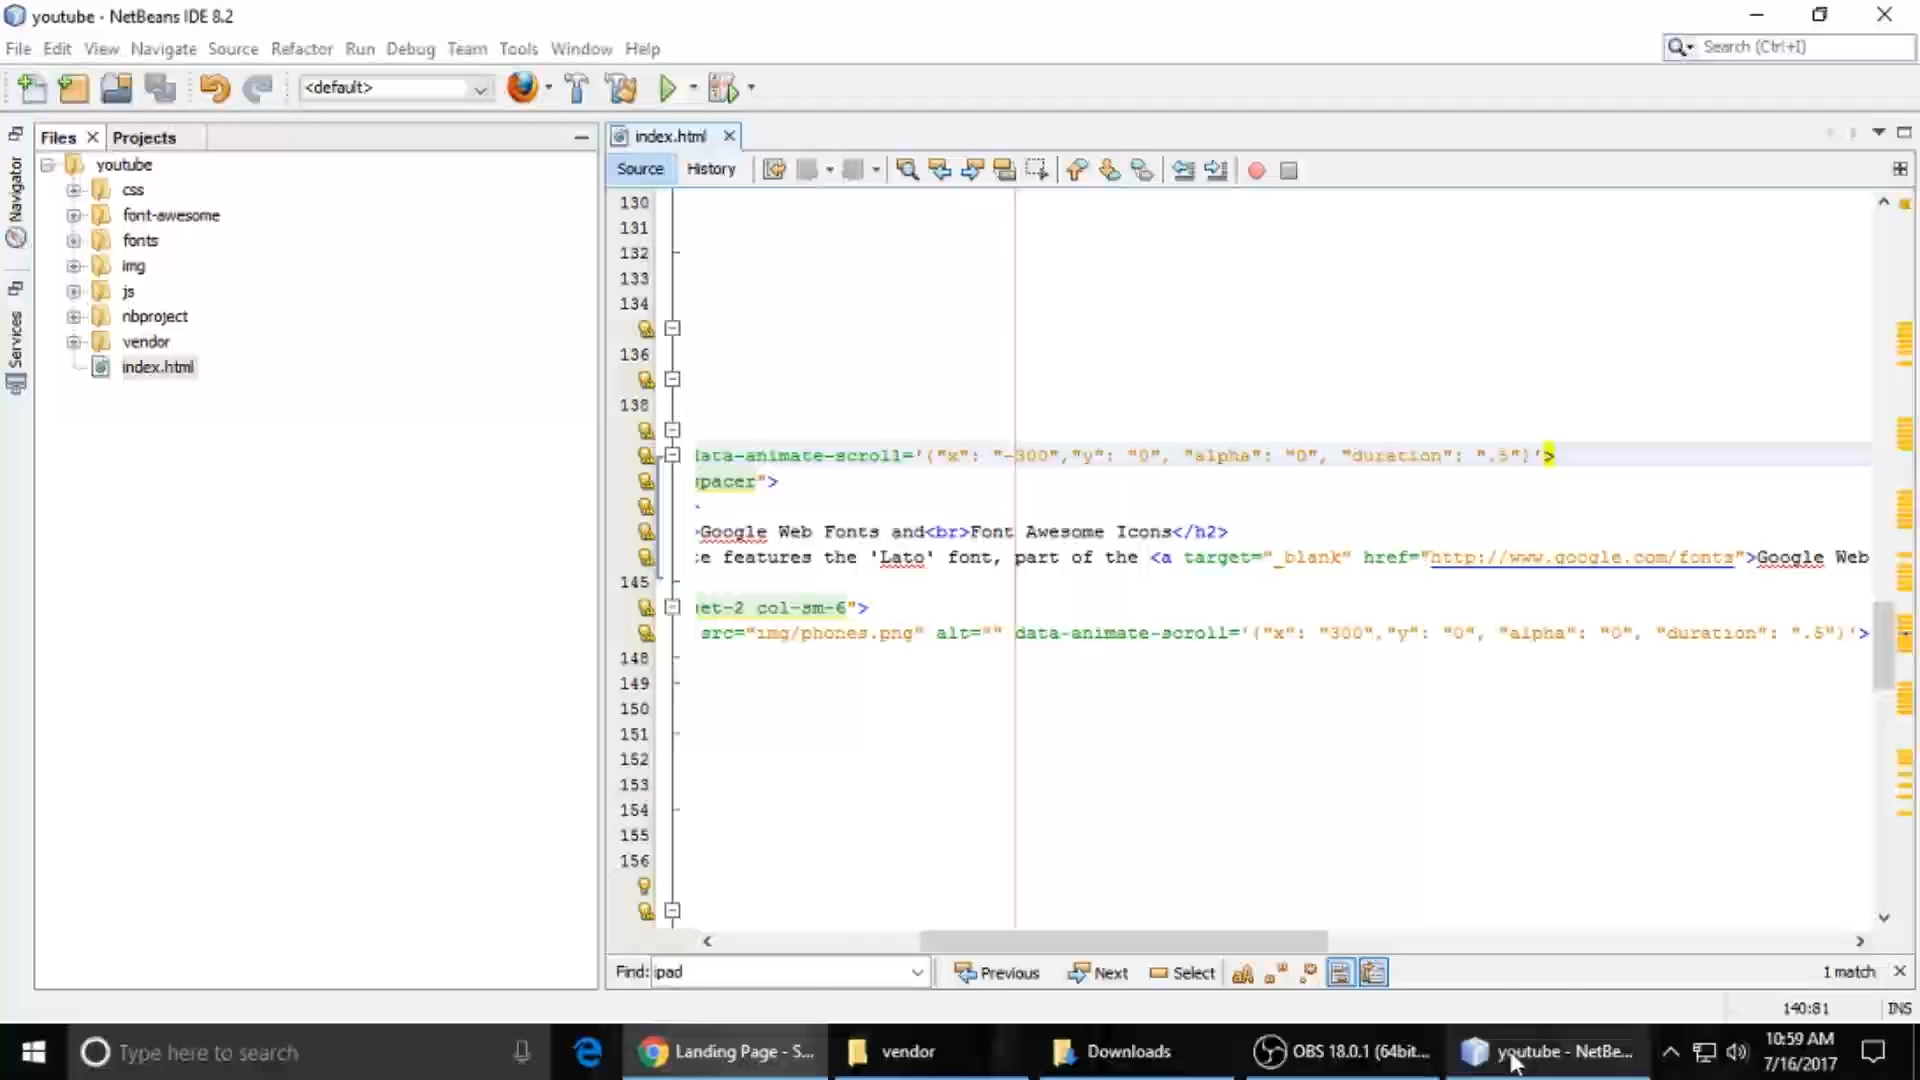 youtube - NetBeans IDE 8.2
File Edit View Navigate Source Refactor Run Debug Team Tools Window Help
Search (Ctrl+I)
<default>
Files Projects
Navigator
Services
youtube
css
font-awesome
fonts
img
js
nbproject
vendor
index.html
index.html
Source History
130
131
132
133
134
136
138
data-animate-scroll='{"x": "-300","y": "0", "alpha": "0", "duration": ".5"}'>
spacer">
>Google Web Fonts and<br>Font Awesome Icons</h2>
te features the 'Lato' font, part of the <a target="_blank" href="http://www.google.com/fonts">Google Web
145
et-2 col-sm-6">
src="img/phones.png" alt="" data-animate-scroll='{"x": "300","y": "0", "alpha": "0", "duration": ".5"}'>
148
149
150
151
152
153
154
155
156
Find: ipad Previous Next Select 1 match
140:81 INS
Type here to search
Landing Page - S...
vendor
Downloads
OBS 18.0.1 (64bit...
youtube - NetBe...
10:59 AM
7/16/2017